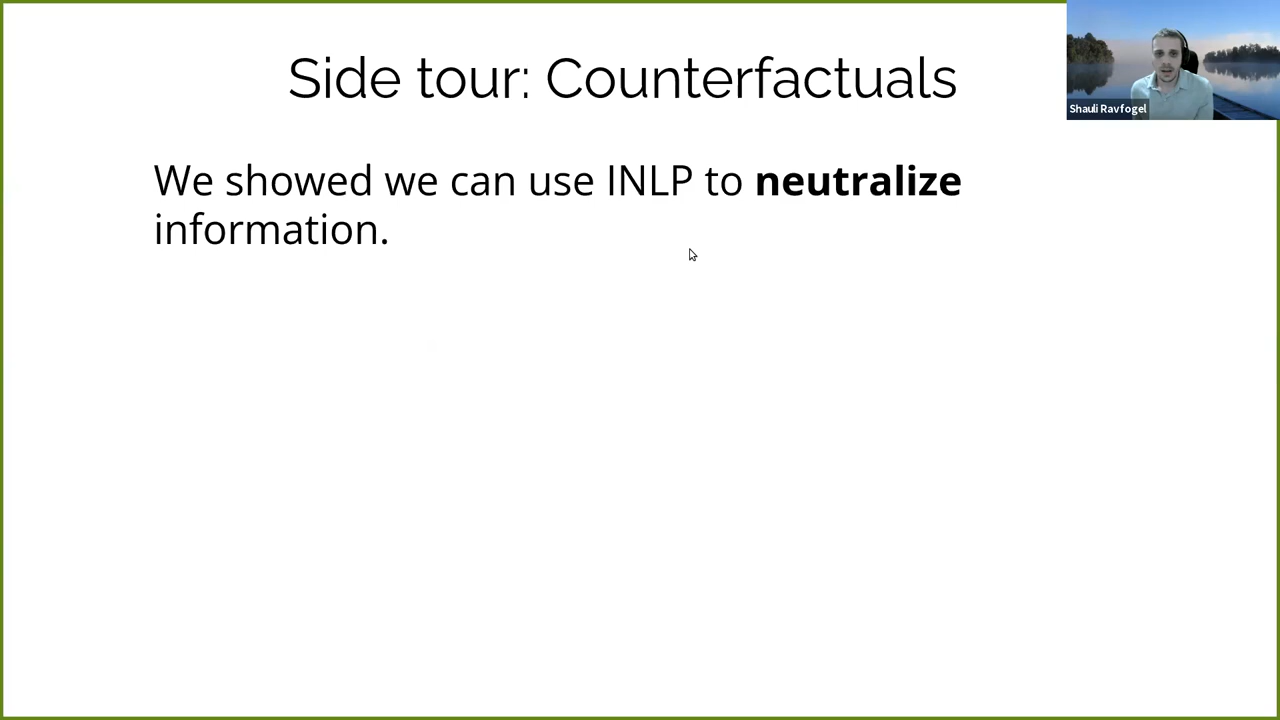 Side tour: Counterfactuals
Shauli Ravfogel
We showed we can use INLP to neutralize
information.